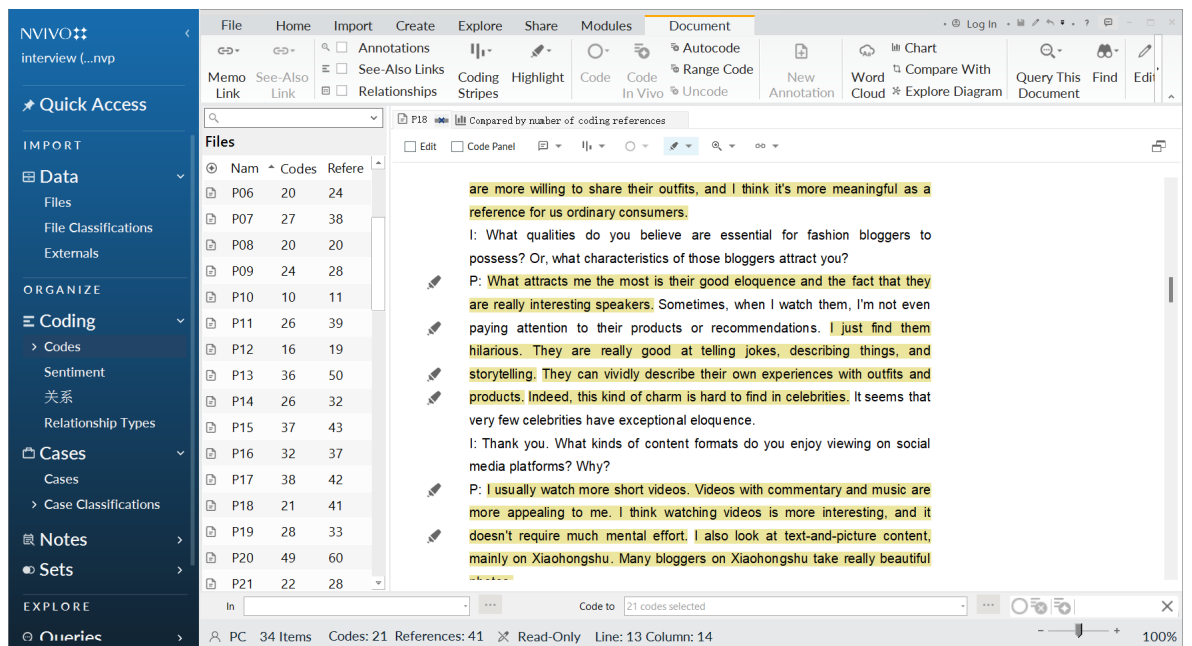 NVIVO
interview (...nvp
Quick Access
IMPORT
Data
Files
File Classifications
Externals
ORGANIZE
Coding
Codes
Sentiment
关系
Relationship Types
Cases
Cases
Case Classifications
Notes
Sets
EXPLORE
Queries
File Home Import Create Explore Share Modules Document Log In ?
Memo Link
See-Also Link
Annotations
See-Also Links
Relationships
Coding Stripes
Highlight
Code
Code In Vivo
Autocode
Range Code
Uncode
New Annotation
Word Cloud
Chart
Compare With
Explore Diagram
Query This Document
Find
Edit
Files
Nam Codes Refere
P06 20 24
P07 27 38
P08 20 20
P09 24 28
P10 10 11
P11 26 39
P12 16 19
P13 36 50
P14 26 32
P15 37 43
P16 32 37
P17 38 42
P18 21 41
P19 28 33
P20 49 60
P21 22 28
P18 Compared by number of coding references
Edit Code Panel
are more willing to share their outfits, and I think it's more meaningful as a
reference for us ordinary consumers.
I: What qualities do you believe are essential for fashion bloggers to
possess? Or, what characteristics of those bloggers attract you?
P: What attracts me the most is their good eloquence and the fact that they
are really interesting speakers. Sometimes, when I watch them, I'm not even
paying attention to their products or recommendations. I just find them
hilarious. They are really good at telling jokes, describing things, and
storytelling. They can vividly describe their own experiences with outfits and
products. Indeed, this kind of charm is hard to find in celebrities. It seems that
very few celebrities have exceptional eloquence.
I: Thank you. What kinds of content formats do you enjoy viewing on social
media platforms? Why?
P: I usually watch more short videos. Videos with commentary and music are
more appealing to me. I think watching videos is more interesting, and it
doesn't require much mental effort. I also look at text-and-picture content,
mainly on Xiaohongshu. Many bloggers on Xiaohongshu take really beautiful
In
Code to 21 codes selected
PC 34 Items Codes: 21 References: 41 Read-Only Line: 13 Column: 14
100%